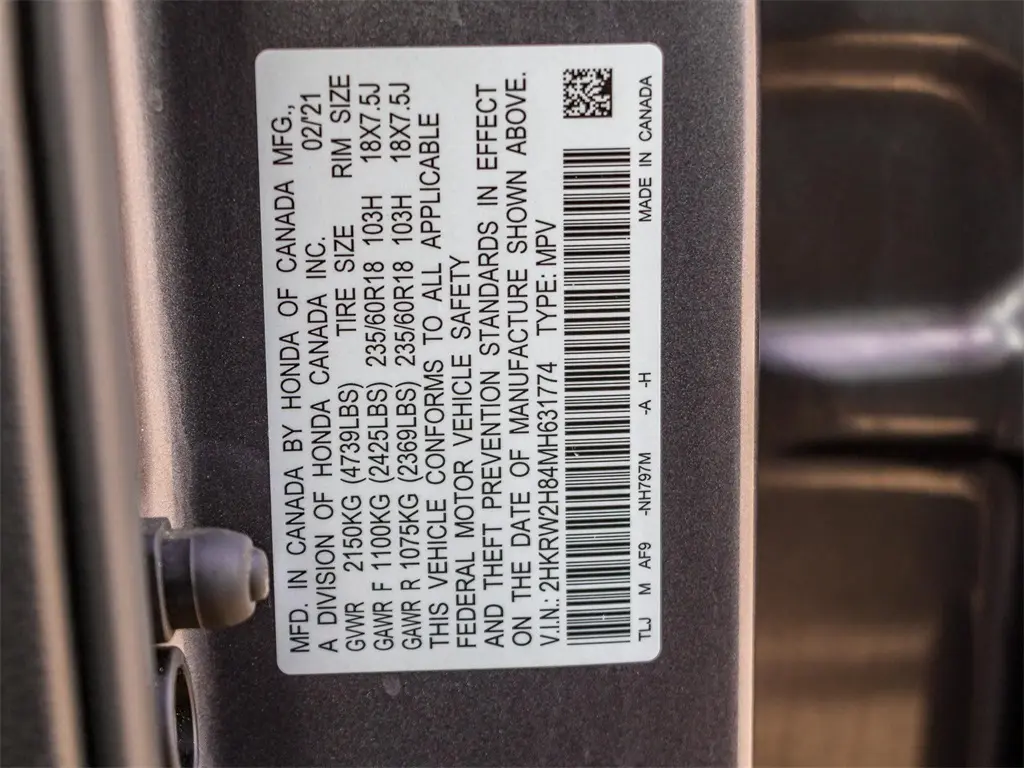 MFD. IN CANADA BY HONDA OF CANADA MFG.,
A DIVISION OF HONDA CANADA INC. 02/'21
GVWR 2150KG (4739LBS) TIRE SIZE RIM SIZE
GAWR F 1100KG (2425LBS) 235/60R18 103H 18X7.5J
GAWR R 1075KG (2369LBS) 235/60R18 103H 18X7.5J
THIS VEHICLE CONFORMS TO ALL APPLICABLE
FEDERAL MOTOR VEHICLE SAFETY
AND THEFT PREVENTION STANDARDS IN EFFECT
ON THE DATE OF MANUFACTURE SHOWN ABOVE.
V.I.N.: 2HKRW2H84MH631774 TYPE: MPV
TLJ M AF9 -NH797M -A -H MADE IN CANADA